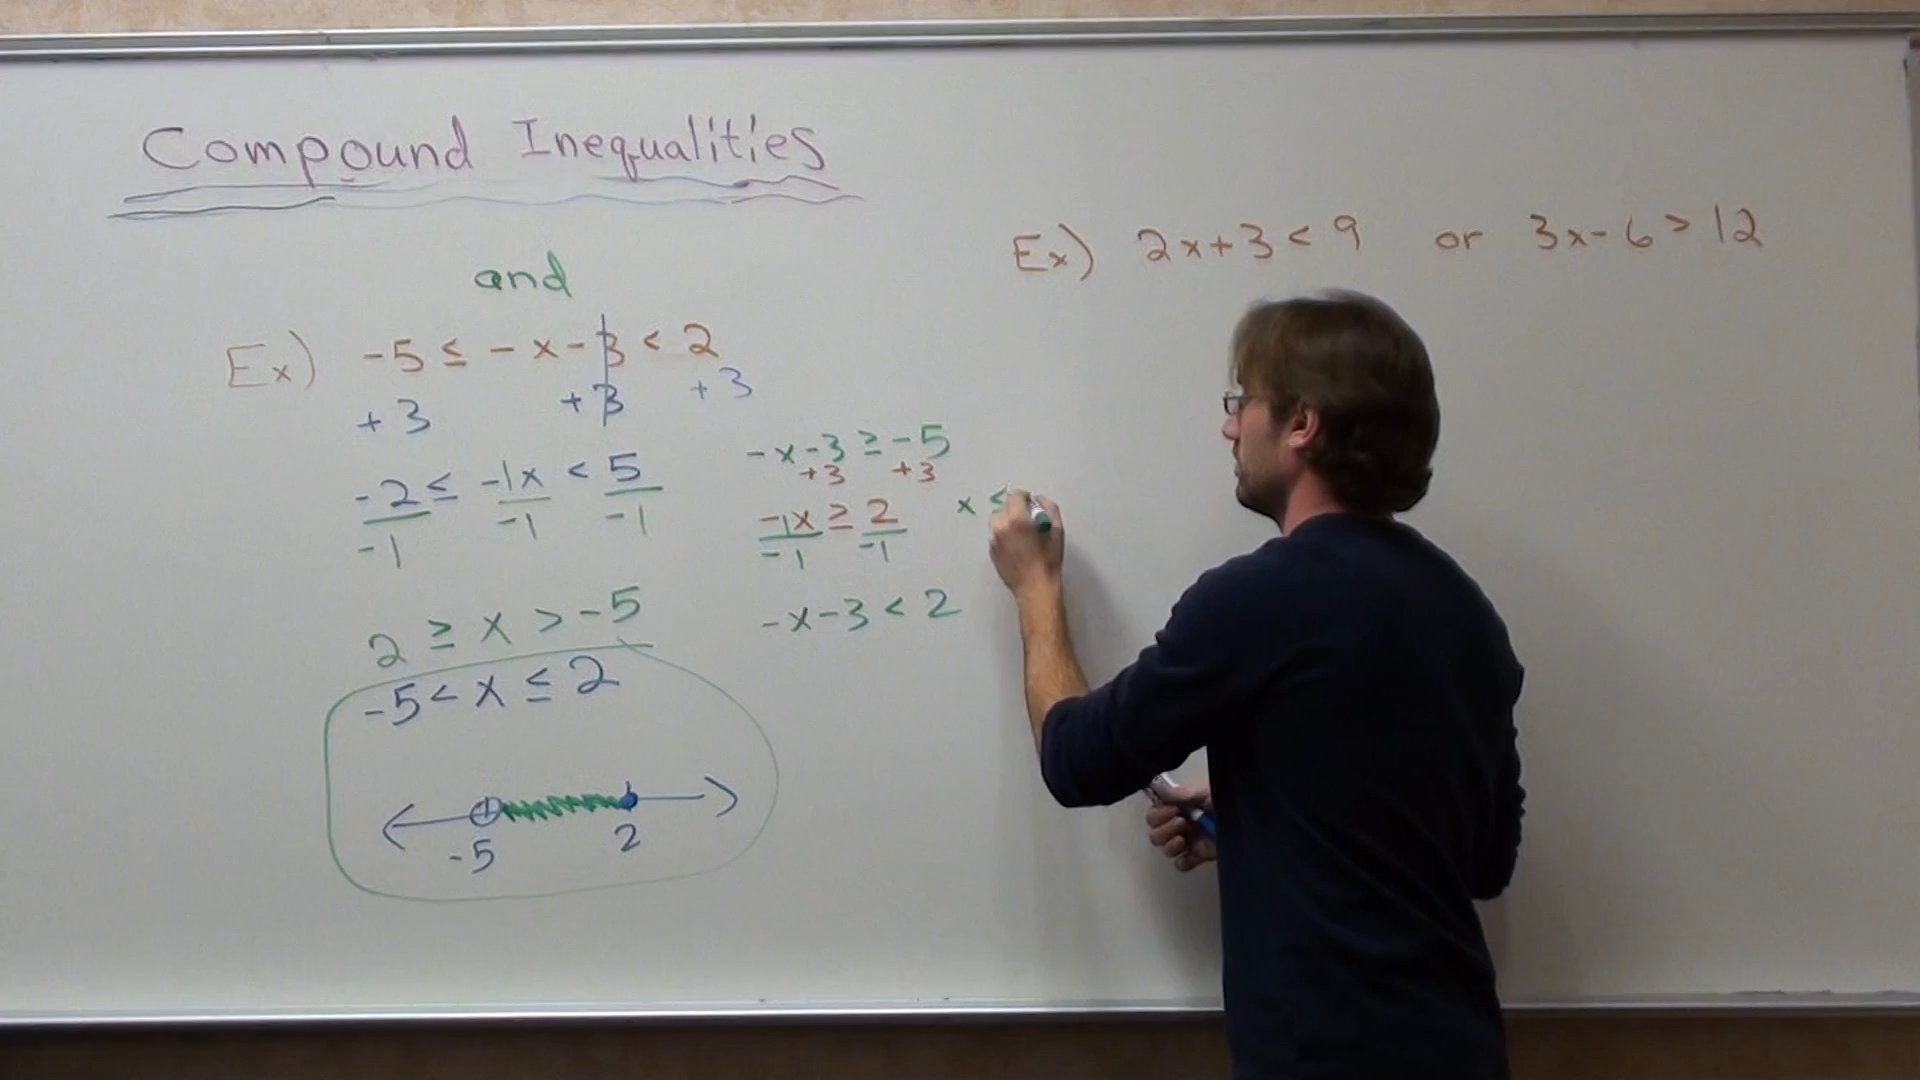 Compound Inequalities
and
Ex) -5 ≤ -x-3 < 2
+3 +3 +3
-2 ≤ -1x < 5
-1 -1 -1
2 ≥ x > -5
-5 < x ≤ 2
-5 2
-x-3 ≥ -5
+3 +3
-1x ≥ 2
-1 -1
x ≤
-x-3 < 2
Ex) 2x+3 < 9 or 3x-6 > 12